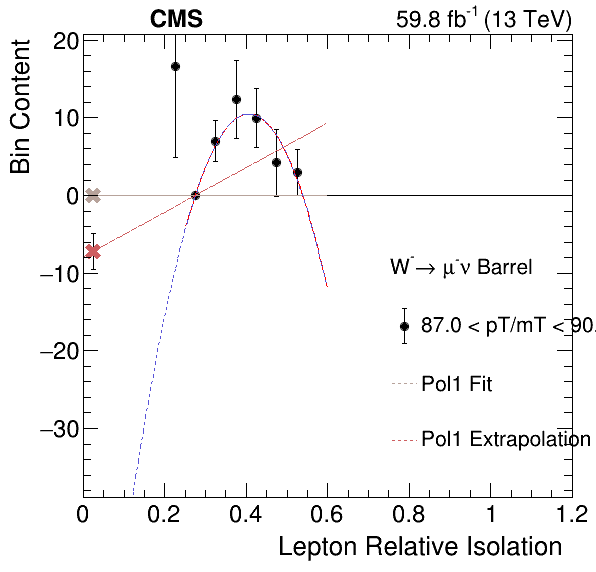 CMS
59.8 fb-1 (13 TeV)
Bin Content
20
10
0
−10
−20
−30
W-→ μ-ν Barrel
87.0 < pT/mT < 90.
Pol1 Fit
Pol1 Extrapolation
0 0.2 0.4 0.6 0.8 1 1.2
Lepton Relative Isolation